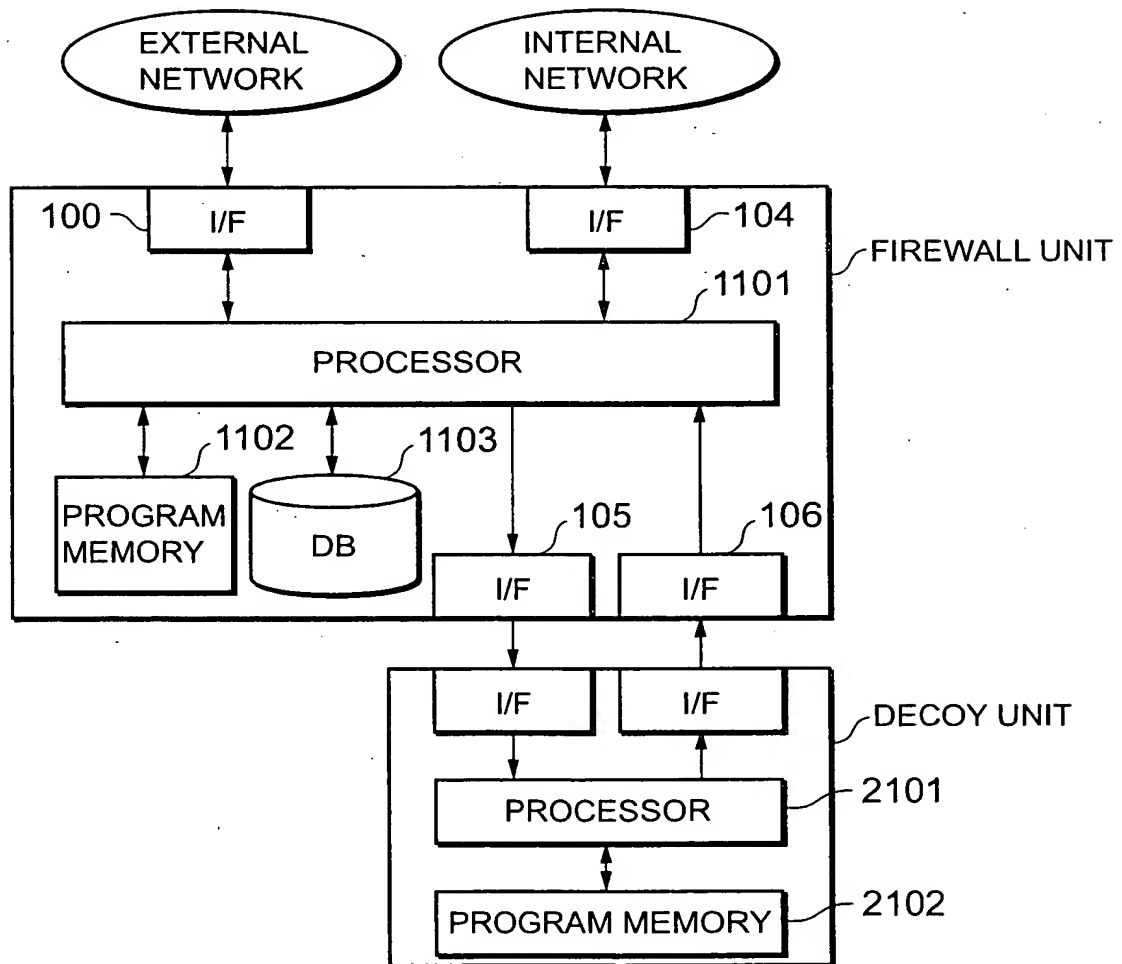 EXTERNAL
NETWORK
INTERNAL
NETWORK
100
I/F
I/F
104
FIREWALL UNIT
1101
PROCESSOR
1102
1103
PROGRAM
MEMORY
DB
105
106
I/F
I/F
I/F
I/F
DECOY UNIT
PROCESSOR
2101
PROGRAM MEMORY
2102